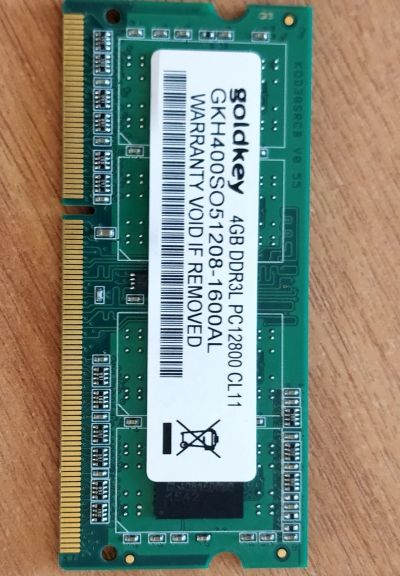 goldkey 4GB DDR3L PC12800 CL11
GKH400SO51208-1600AL
WARRANTY VOID IF REMOVED